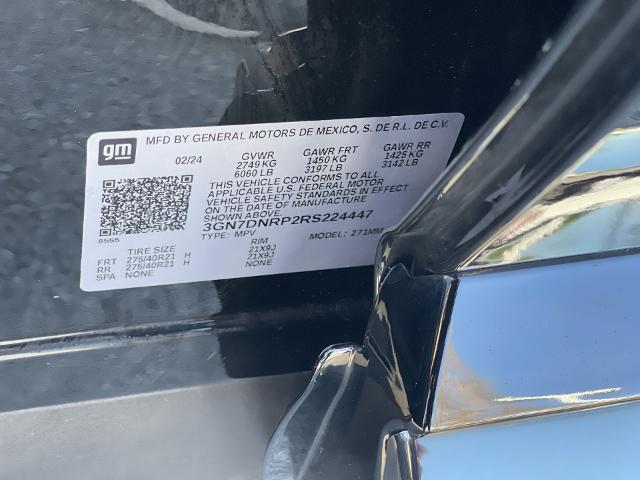 gm
MFD BY GENERAL MOTORS DE MEXICO, S. DE R.L. DE C.V.
02/24 GVWR GAWR FRT GAWR RR
2749 KG 1450 KG 1425 KG
6060 LB 3197 LB 3142 LB
THIS VEHICLE CONFORMS TO ALL
APPLICABLE U.S. FEDERAL MOTOR
VEHICLE SAFETY STANDARDS IN EFFECT
ON THE DATE OF MANUFACTURE
SHOWN ABOVE
3GN7DNRP2RS224447
8555 TYPE: MPV MODEL: 271MM
TIRE SIZE RIM
FRT 275/40R21 H 21X9J
RR 275/40R21 H 21X9J
SPA NONE NONE